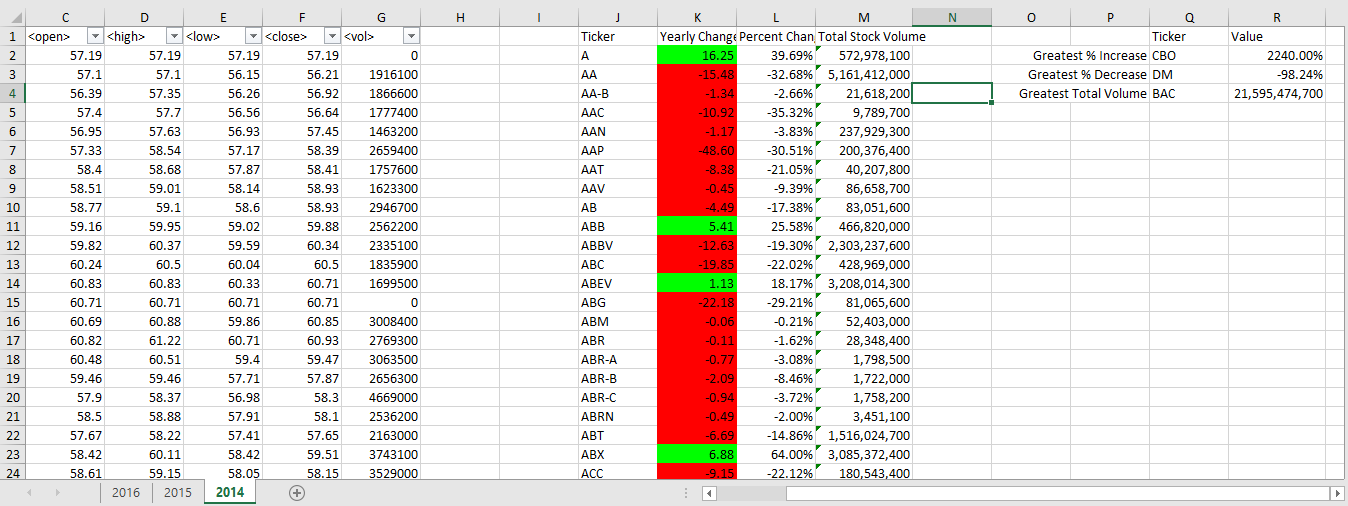 C D E F G H I J K L M N O P Q R
1 <open> <high> <low> <close> <vol> Ticker Yearly Change Percent Chan Total Stock Volume Ticker Value
2 57.19 57.19 57.19 57.19 0 A 16.25 39.69% 572,978,100 Greatest % Increase CBO 2240.00%
3 57.1 57.1 56.15 56.21 1916100 AA -15.48 -32.68% 5,161,412,000 Greatest % Decrease DM -98.24%
4 56.39 57.35 56.26 56.92 1866600 AA-B -1.34 -2.66% 21,618,200 Greatest Total Volume BAC 21,595,474,700
5 57.4 57.7 56.56 56.64 1777400 AAC -10.92 -35.32% 9,789,700
6 56.95 57.63 56.93 57.45 1463200 AAN -1.17 -3.83% 237,929,300
7 57.33 58.54 57.17 58.39 2659400 AAP -48.60 -30.51% 200,376,400
8 58.4 58.68 57.87 58.41 1757600 AAT -8.38 -21.05% 40,207,800
9 58.51 59.01 58.14 58.93 1623300 AAV -0.45 -9.39% 86,658,700
10 58.77 59.1 58.6 58.93 2946700 AB -4.49 -17.38% 83,051,600
11 59.16 59.95 59.02 59.88 2562200 ABB 5.41 25.58% 466,820,000
12 59.82 60.37 59.59 60.34 2335100 ABBV -12.63 -19.30% 2,303,237,600
13 60.24 60.5 60.04 60.5 1835900 ABC -19.85 -22.02% 428,969,000
14 60.83 60.83 60.33 60.71 1699500 ABEV 1.13 18.17% 3,208,014,300
15 60.71 60.71 60.71 60.71 0 ABG -22.18 -29.21% 81,065,600
16 60.69 60.88 59.86 60.85 3008400 ABM -0.06 -0.21% 52,403,000
17 60.82 61.22 60.71 60.93 2769300 ABR -0.11 -1.62% 28,348,400
18 60.48 60.51 59.4 59.47 3063500 ABR-A -0.77 -3.08% 1,798,500
19 59.46 59.46 57.71 57.87 2656300 ABR-B -2.09 -8.46% 1,722,000
20 57.9 58.37 56.98 58.3 4669000 ABR-C -0.94 -3.72% 1,758,200
21 58.5 58.88 57.91 58.1 2536200 ABRN -0.49 -2.00% 3,451,100
22 57.67 58.22 57.41 57.65 2163000 ABT -6.69 -14.86% 1,516,024,700
23 58.42 60.11 58.42 59.51 3743100 ABX 6.88 64.00% 3,085,372,400
24 58.61 59.15 58.05 58.15 3529000 ACC -9.15 -22.12% 180,543,400
2016 2015 2014